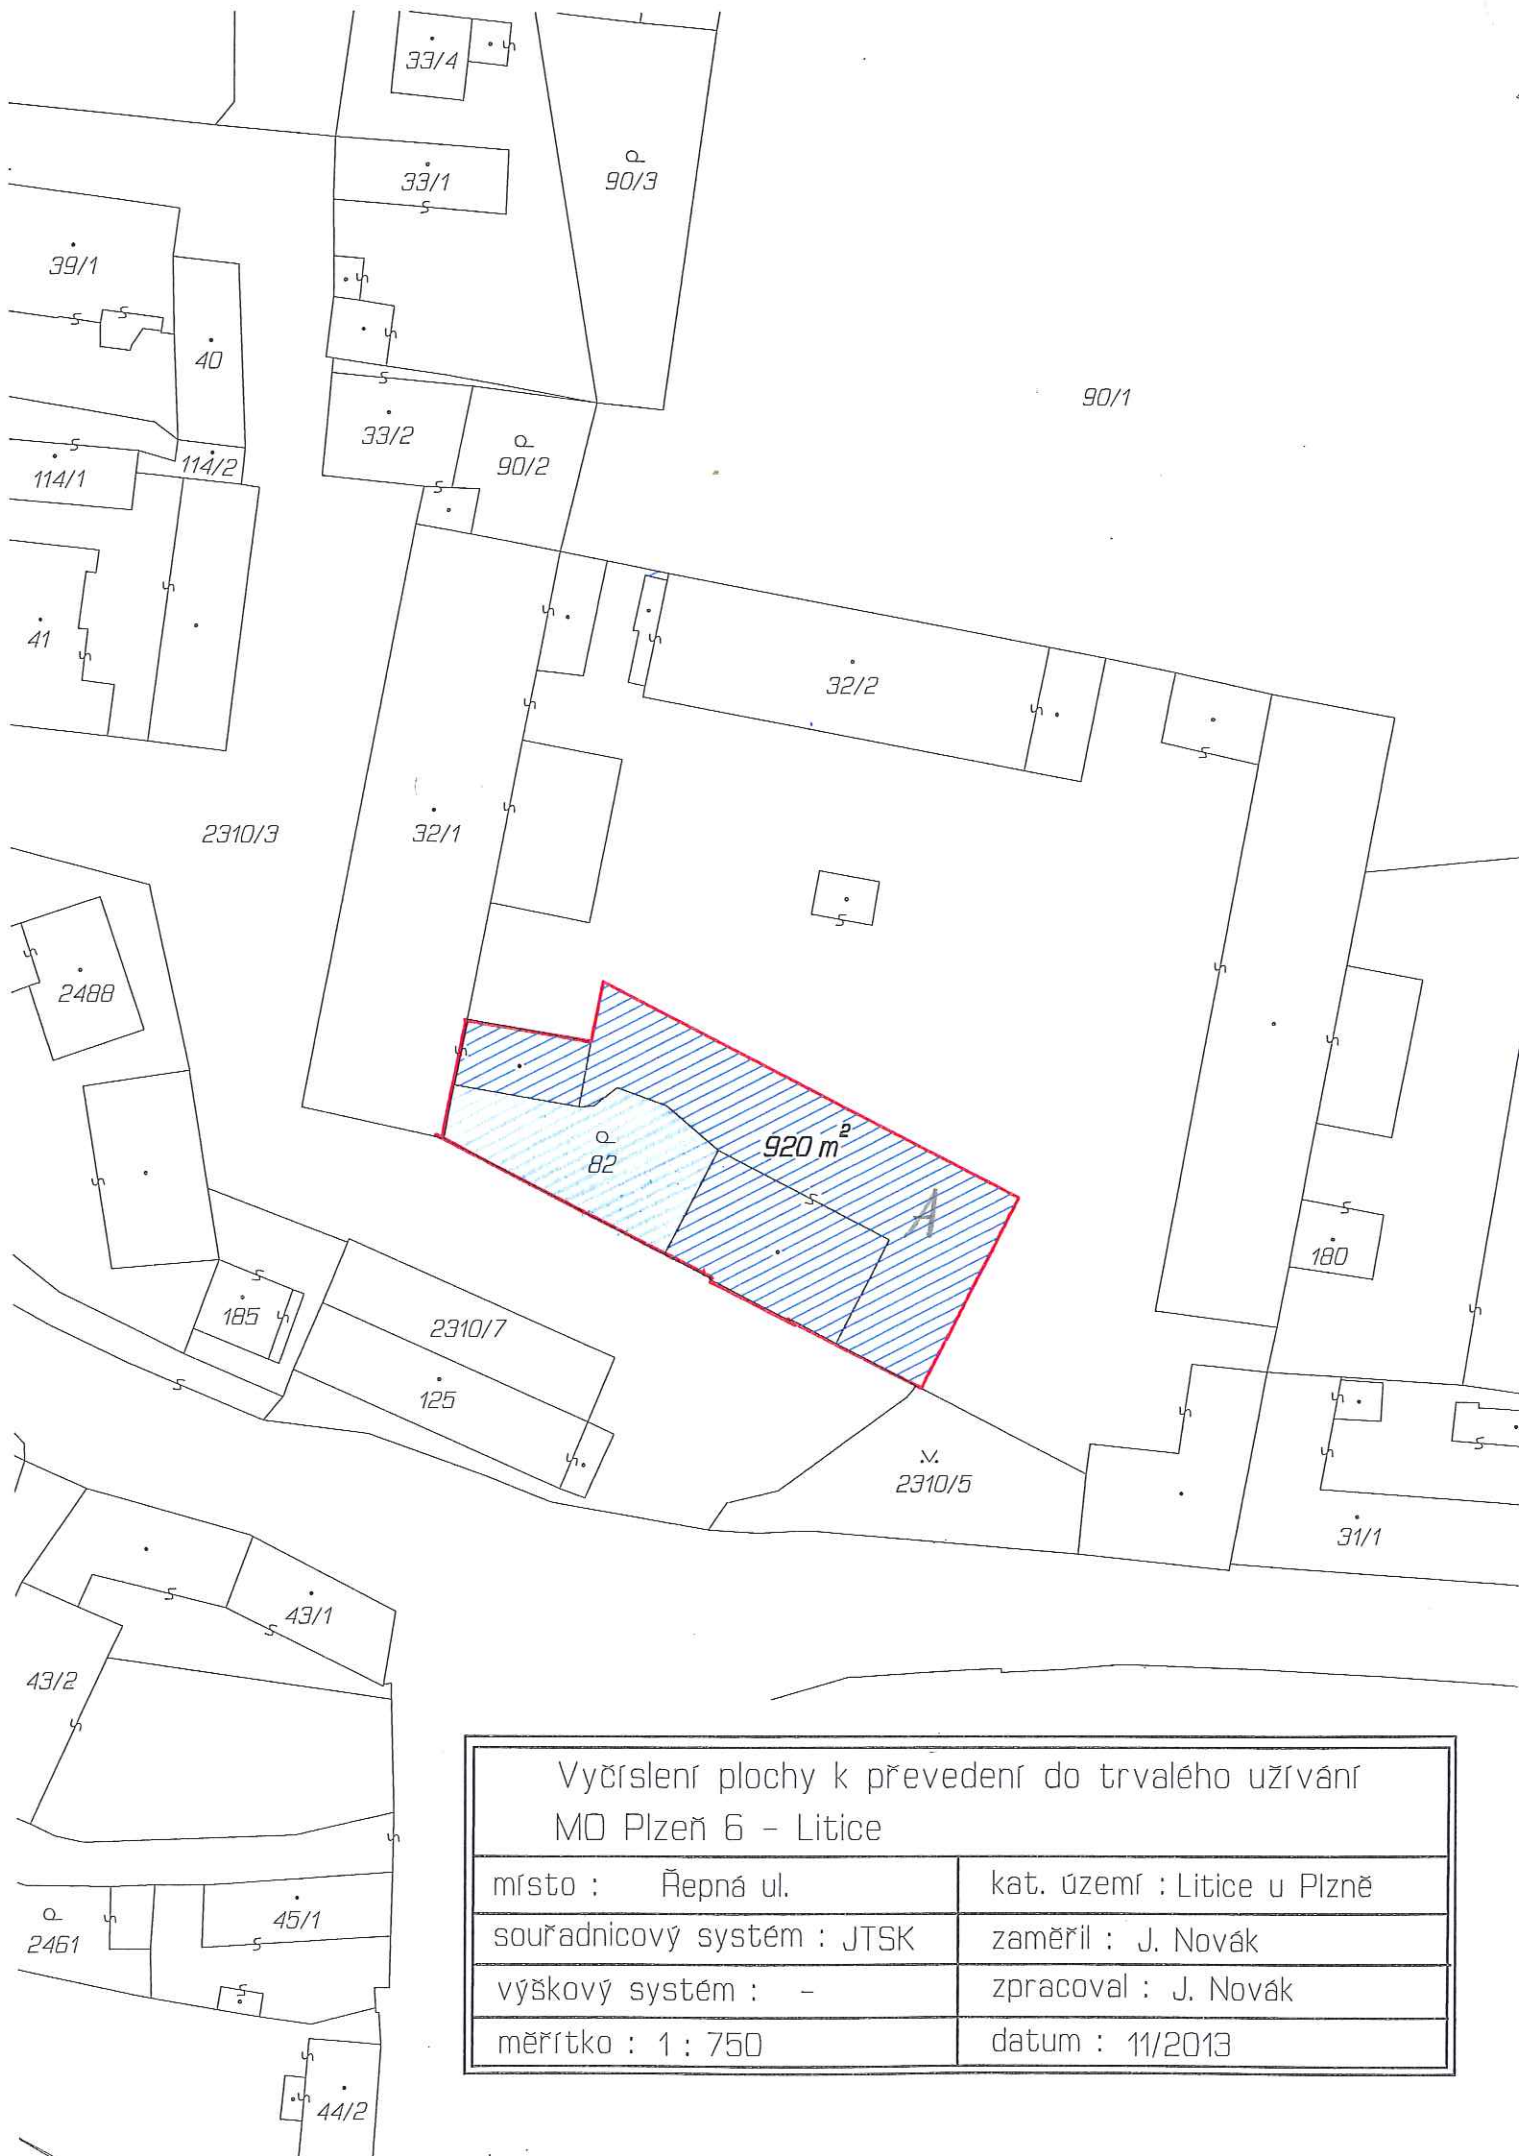 33/4
90/3
33/1
39/1
40
90/1
33/2
90/2
114/2
114/1
41
32/2
2310/3
32/1
2488
920 m²
82
A
180
185
2310/7
125
2310/5
31/1
43/1
43/2
Vyčíslení plochy k převedení do trvalého užívání
MO Plzeň 6 - Litice
místo : Řepná ul.
kat. území : Litice u Plzně
souřadnicový systém : JTSK
zaměřil : J. Novák
výškový systém : -
zpracoval : J. Novák
měřítko : 1 : 750
datum : 11/2013
45/1
2461
44/2